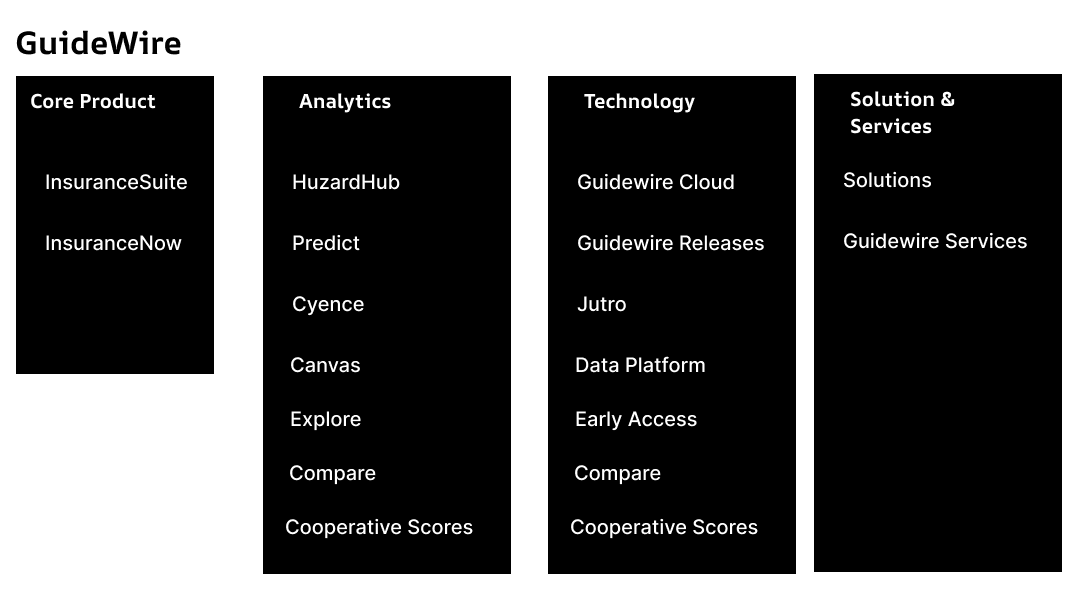 GuideWire
Core Product
InsuranceSuite
InsuranceNow
Analytics
HuzardHub
Predict
Cyence
Canvas
Explore
Compare
Cooperative Scores
Technology
Guidewire Cloud
Guidewire Releases
Jutro
Data Platform
Early Access
Compare
Cooperative Scores
Solution &
Services
Solutions
Guidewire Services